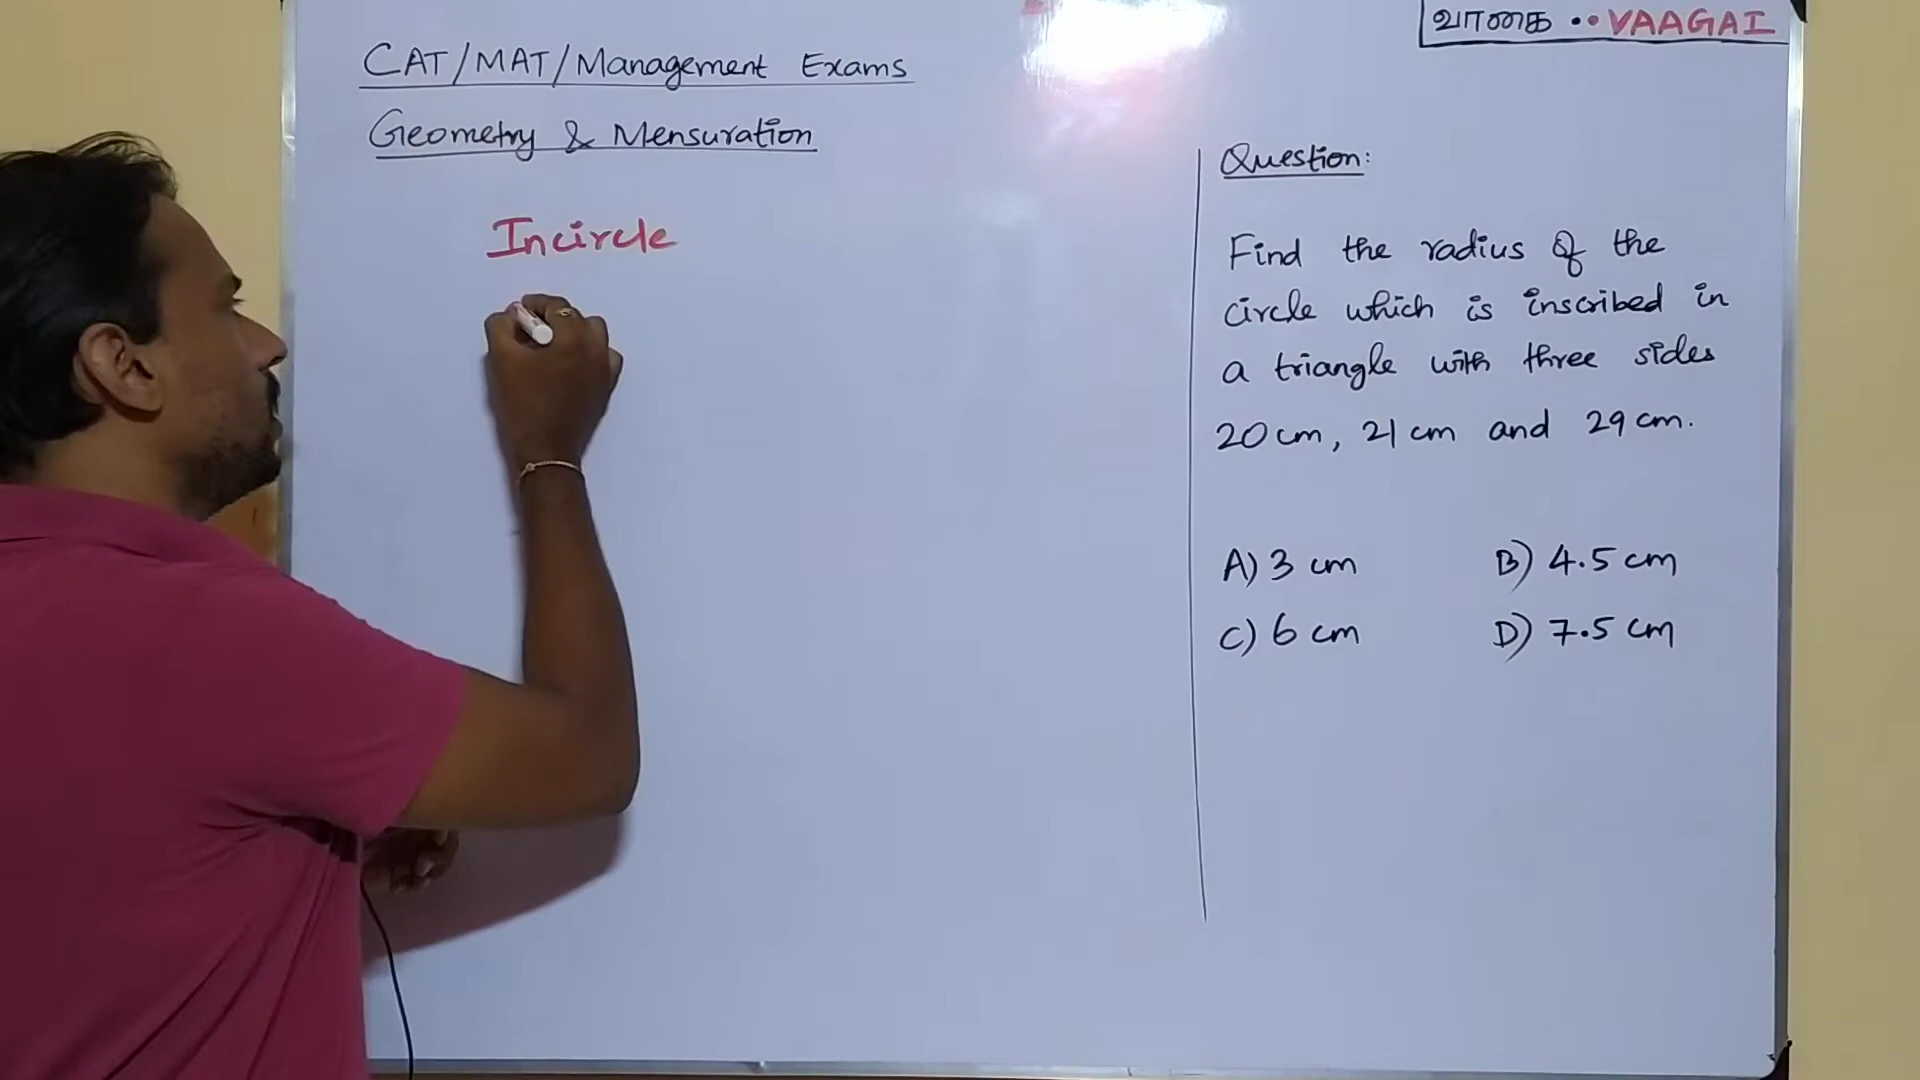 வாகை ..VAAGAI
CAT/MAT/Management Exams
Geometry & Mensuration
Incircle
Question:
Find the radius of the
circle which is inscribed in
a triangle with three sides
20 cm, 21 cm and 29 cm.
A) 3 cm B) 4.5 cm
C) 6 cm D) 7.5 cm